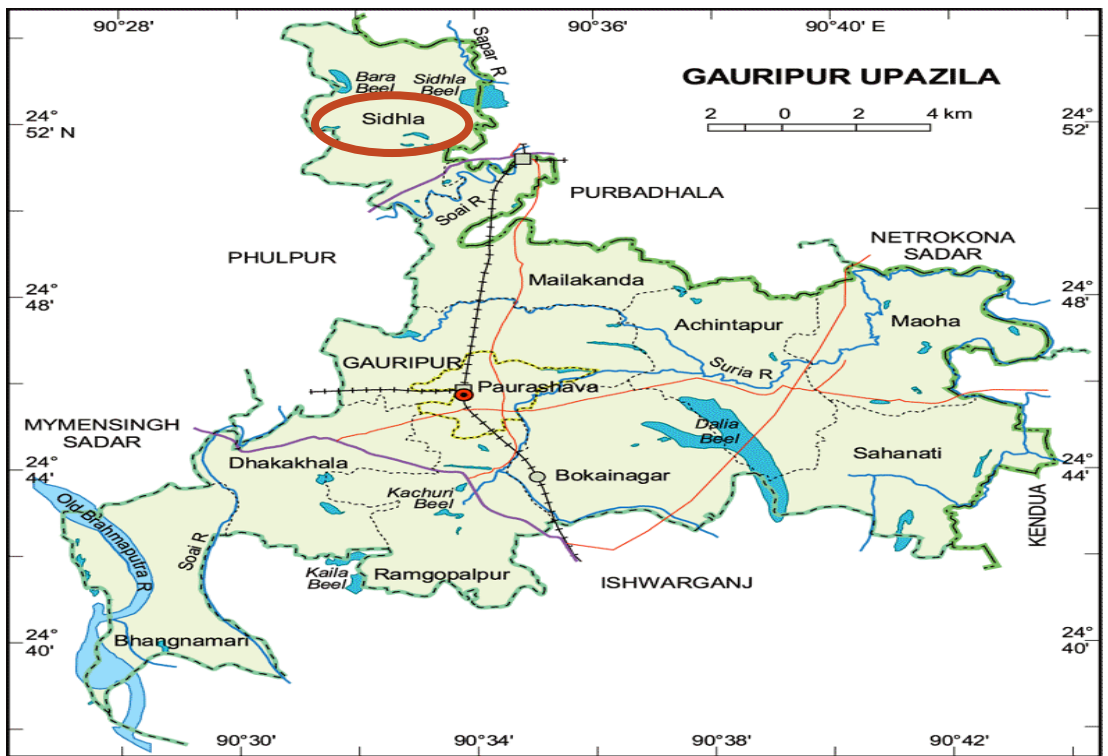 90°28'
90°36'
90°40' E
GAURIPUR UPAZILA
2 0 2 4 km
Sapar R
Bara
Beel
Sidhla
Beel
24°
52' N
Sidhla
24°
52'
PURBADHALA
Soai R
PHULPUR
NETROKONA
SADAR
Mailakanda
24°
48'
24°
48'
Achintapur
Maoha
GAURIPUR
Suria R
Paurashava
MYMENSINGH
SADAR
Dalia
Beel
Dhakakhala
Bokainagar
Sahanati
24°
44'
24°
44'
Kachuri
Beel
Old Brahmaputra R
Soai R
KENDUA
Kaila
Beel
Ramgopalpur
ISHWARGANJ
Bhangnamari
24°
40'
24°
40'
90°30'
90°34'
90°38'
90°42'